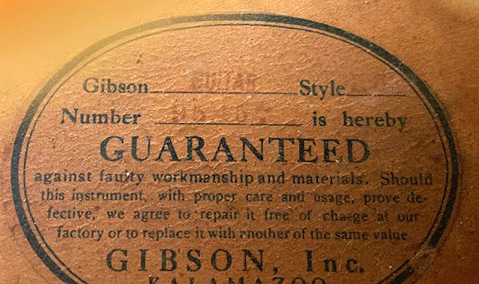 Gibson GUITAR Style
Number is hereby
GUARANTEED
against faulty workmanship and materials. Should
this instrument, with proper care and usage, prove de-
fective, we agree to repair it free of charge at our
factory or to replace it with another of the same value
GIBSON, Inc.
KALAMAZOO